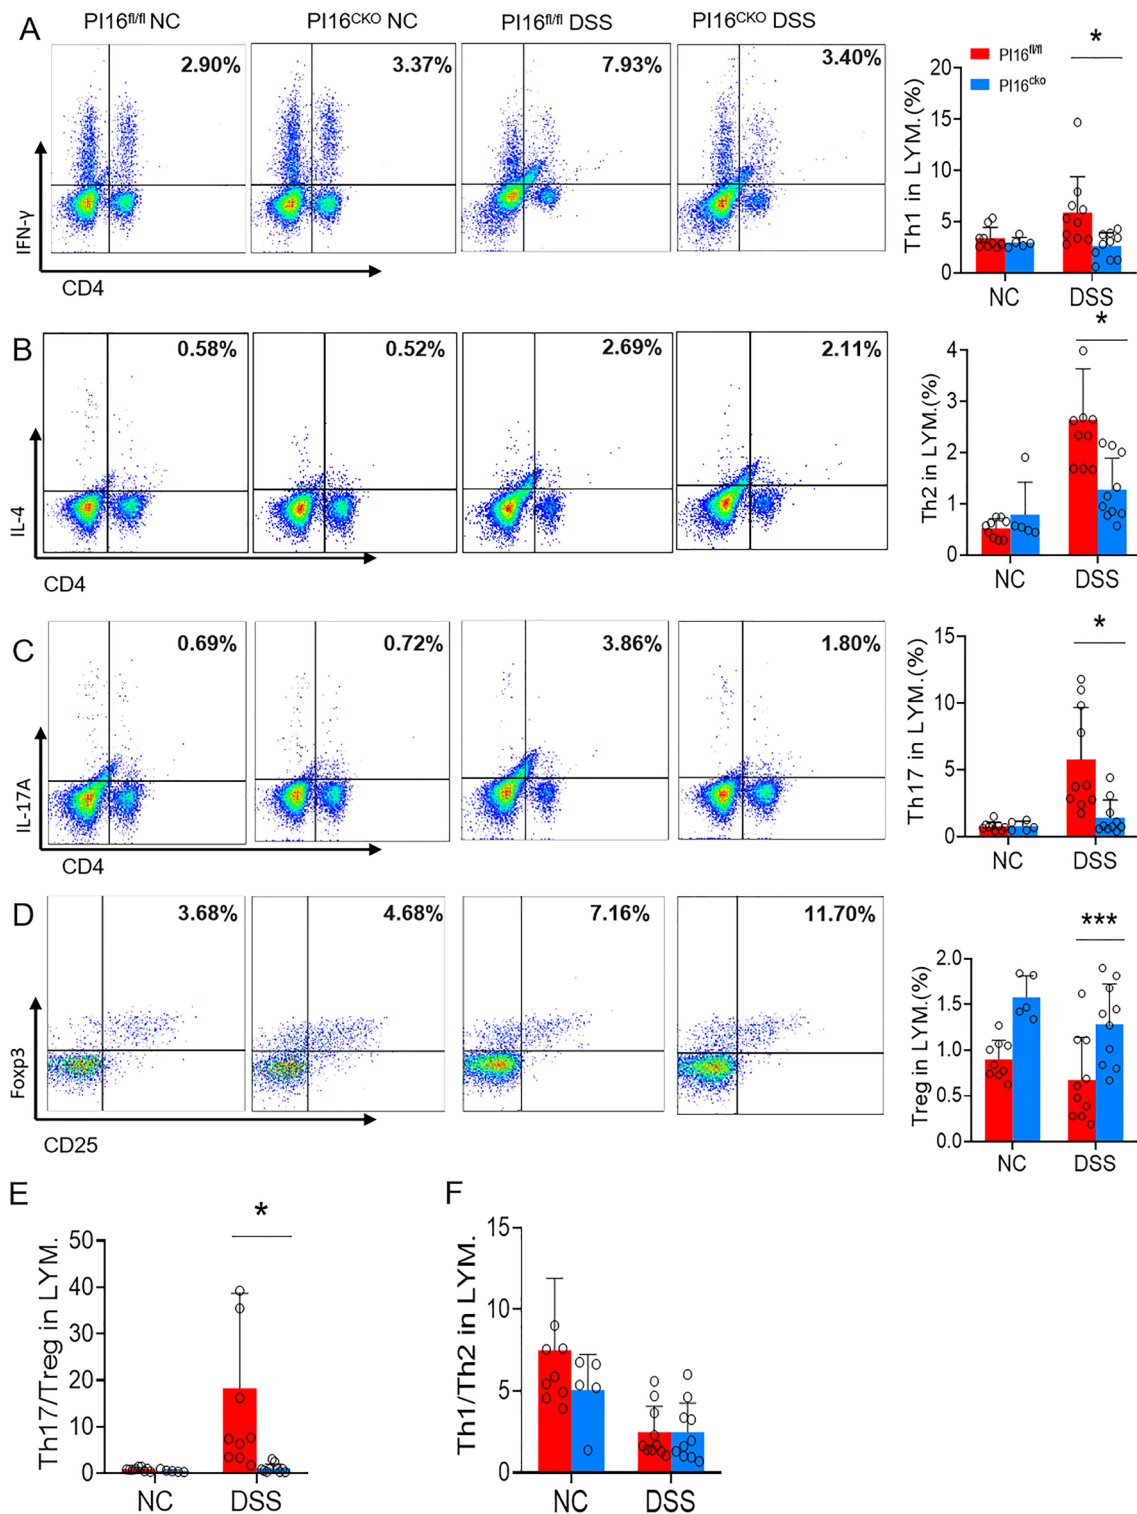 A
PI16fl/fl NC
PI16CKO NC
PI16fl/fl DSS
PI16CKO DSS
2.90%
3.37%
7.93%
3.40%
IFN-γ
CD4
*
PI16fl/fl
PI16cko
Th1 in LYM.(%)
20
15
10
5
0
NC
DSS
B
0.58%
0.52%
2.69%
2.11%
IL-4
CD4
*
Th2 in LYM.(%)
4
3
2
1
0
NC
DSS
C
0.69%
0.72%
3.86%
1.80%
IL-17A
CD4
*
Th17 in LYM.(%)
15
10
5
0
NC
DSS
D
3.68%
4.68%
7.16%
11.70%
Foxp3
CD25
***
Treg in LYM.(%)
2.0
1.5
1.0
0.5
0.0
NC
DSS
E
*
Th17/Treg in LYM.
50
40
30
20
10
0
NC
DSS
F
Th1/Th2 in LYM.
15
10
5
0
NC
DSS